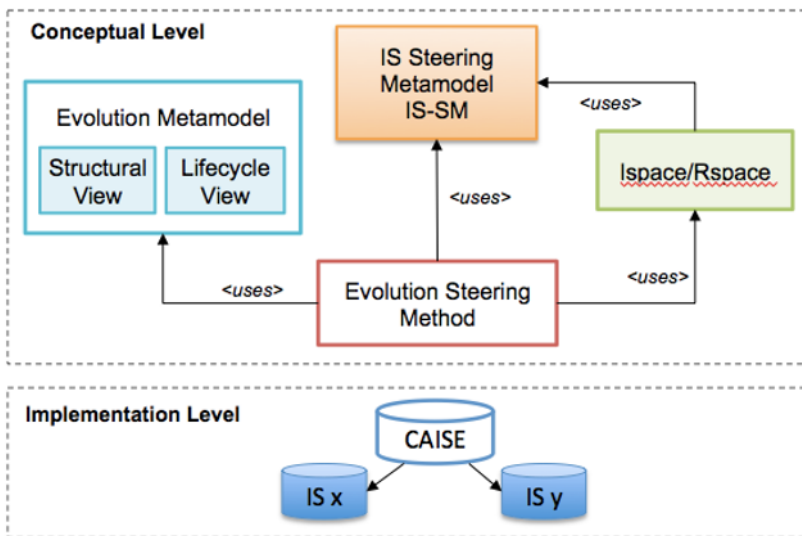 Conceptual Level
IS Steering
Metamodel
IS-SM
<uses>
Evolution Metamodel
Structural
View
Lifecycle
View
Ispace/Rspace
<uses>
<uses>
<uses>
Evolution Steering
Method
Implementation Level
CAISE
IS x
IS y